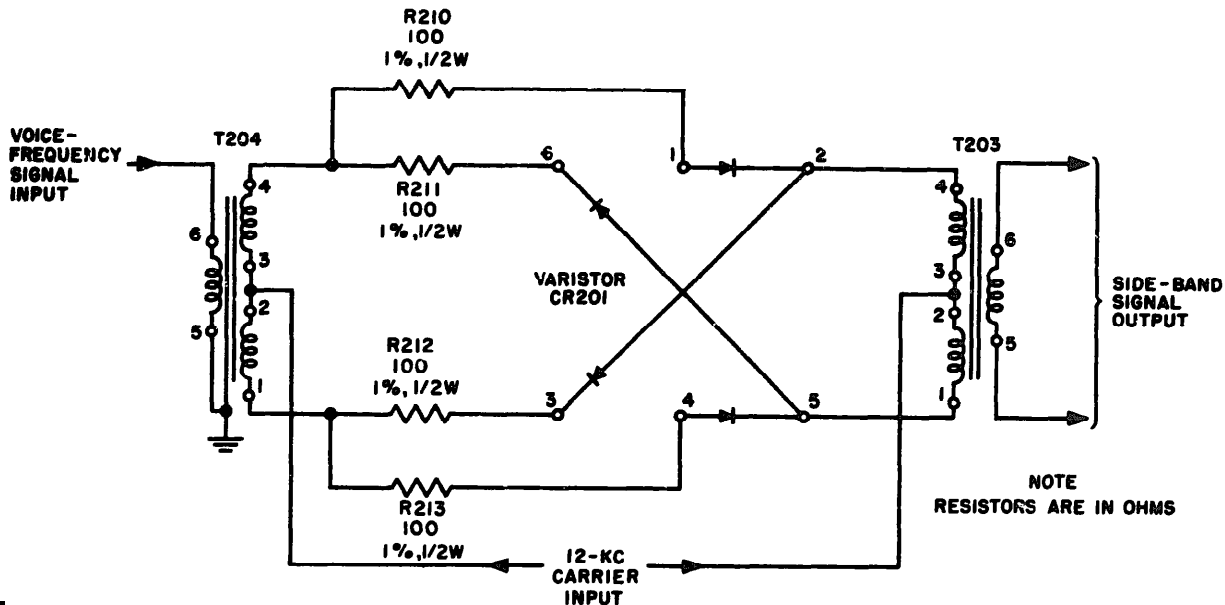 R210
100
1%,1/2W
VOICE-
FREQUENCY
SIGNAL
INPUT
T204
6
5
4
3
2
1
R211
100
1%,1/2W
6
1
2
VARISTOR
CR201
R212
100
1%,1/2W
3
4
5
R213
100
1%,1/2W
T203
4
3
2
1
6
5
SIDE-BAND
SIGNAL
OUTPUT
NOTE
RESISTORS ARE IN OHMS
12-KC
CARRIER
INPUT